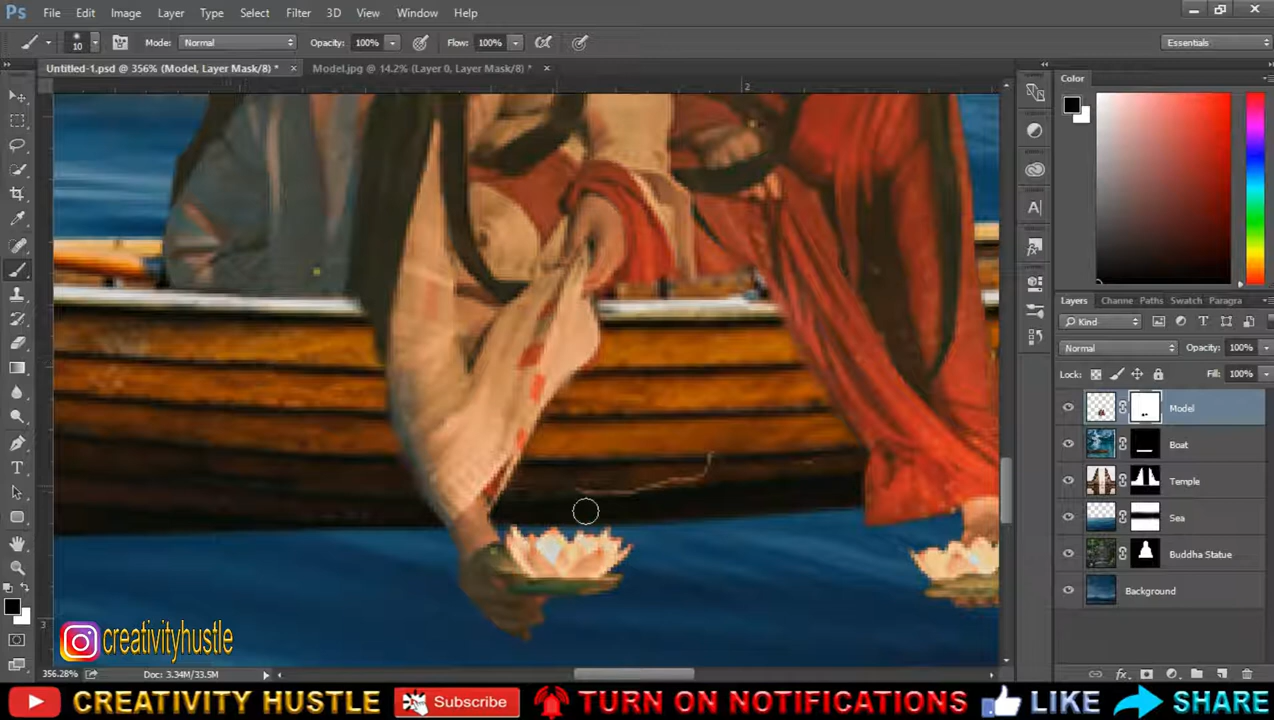 Ps File Edit Image Layer Type Select Filter 3D View Window Help
10 Mode: Normal Opacity: 100% Flow: 100% Essentials
Untitled-1.psd @ 356% (Model, Layer Mask/8) * × Model.jpg @ 14.2% (Layer 0, Layer Mask/8) * ×
2
Color
Layers Channe Paths Swatch Paragra
Kind
Normal Opacity: 100%
Lock: Fill: 100%
Model
Boat
Temple
Sea
Buddha Statue
Background
3
creativityhustle
356.28% Doc: 3.34M/33.5M
CREATIVITY HUSTLE Subscribe TURN ON NOTIFICATIONS LIKE SHARE